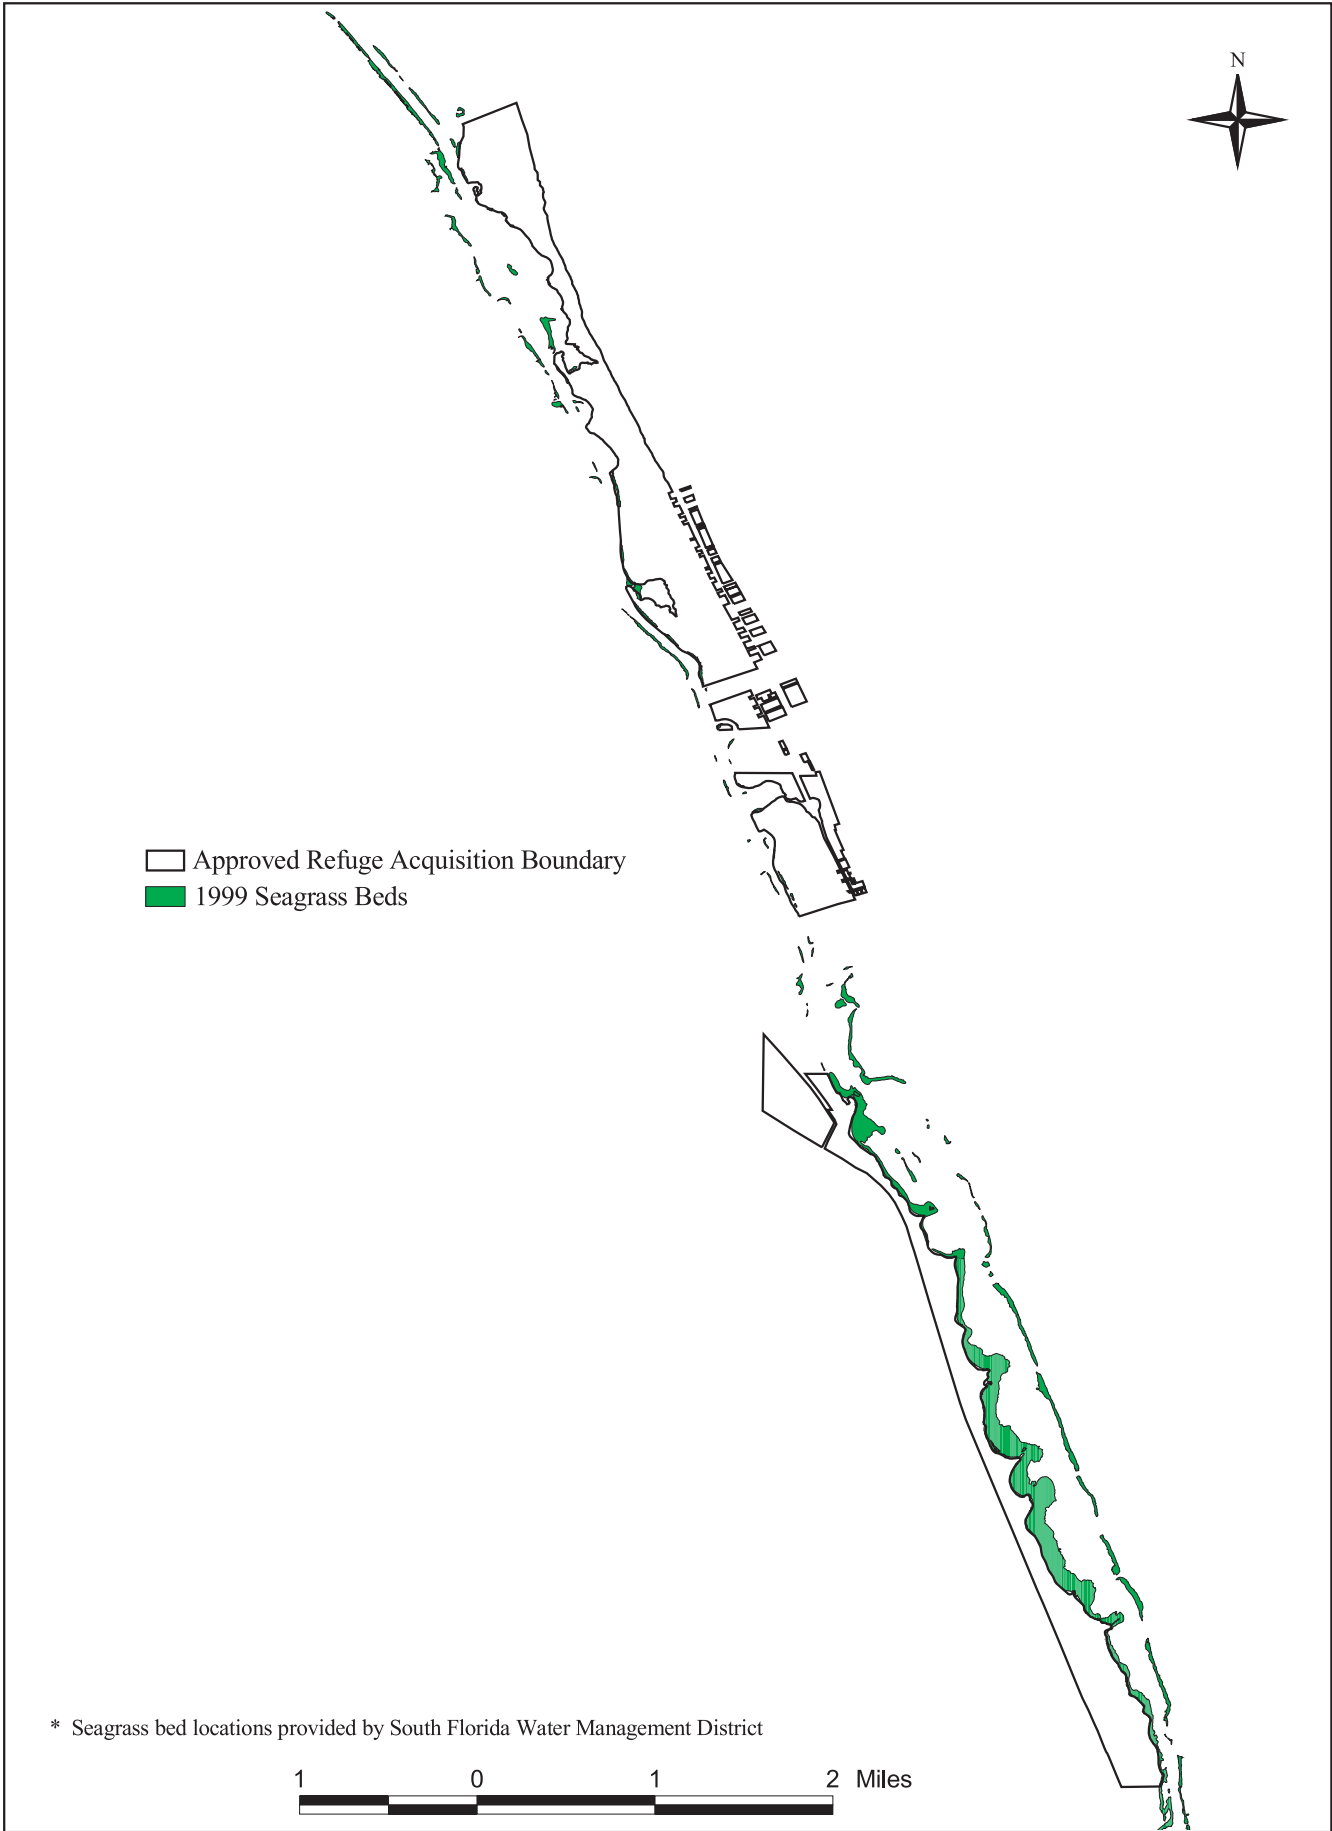 N
Approved Refuge Acquisition Boundary
1999 Seagrass Beds
* Seagrass bed locations provided by South Florida Water Management District
1 0 1 2 Miles